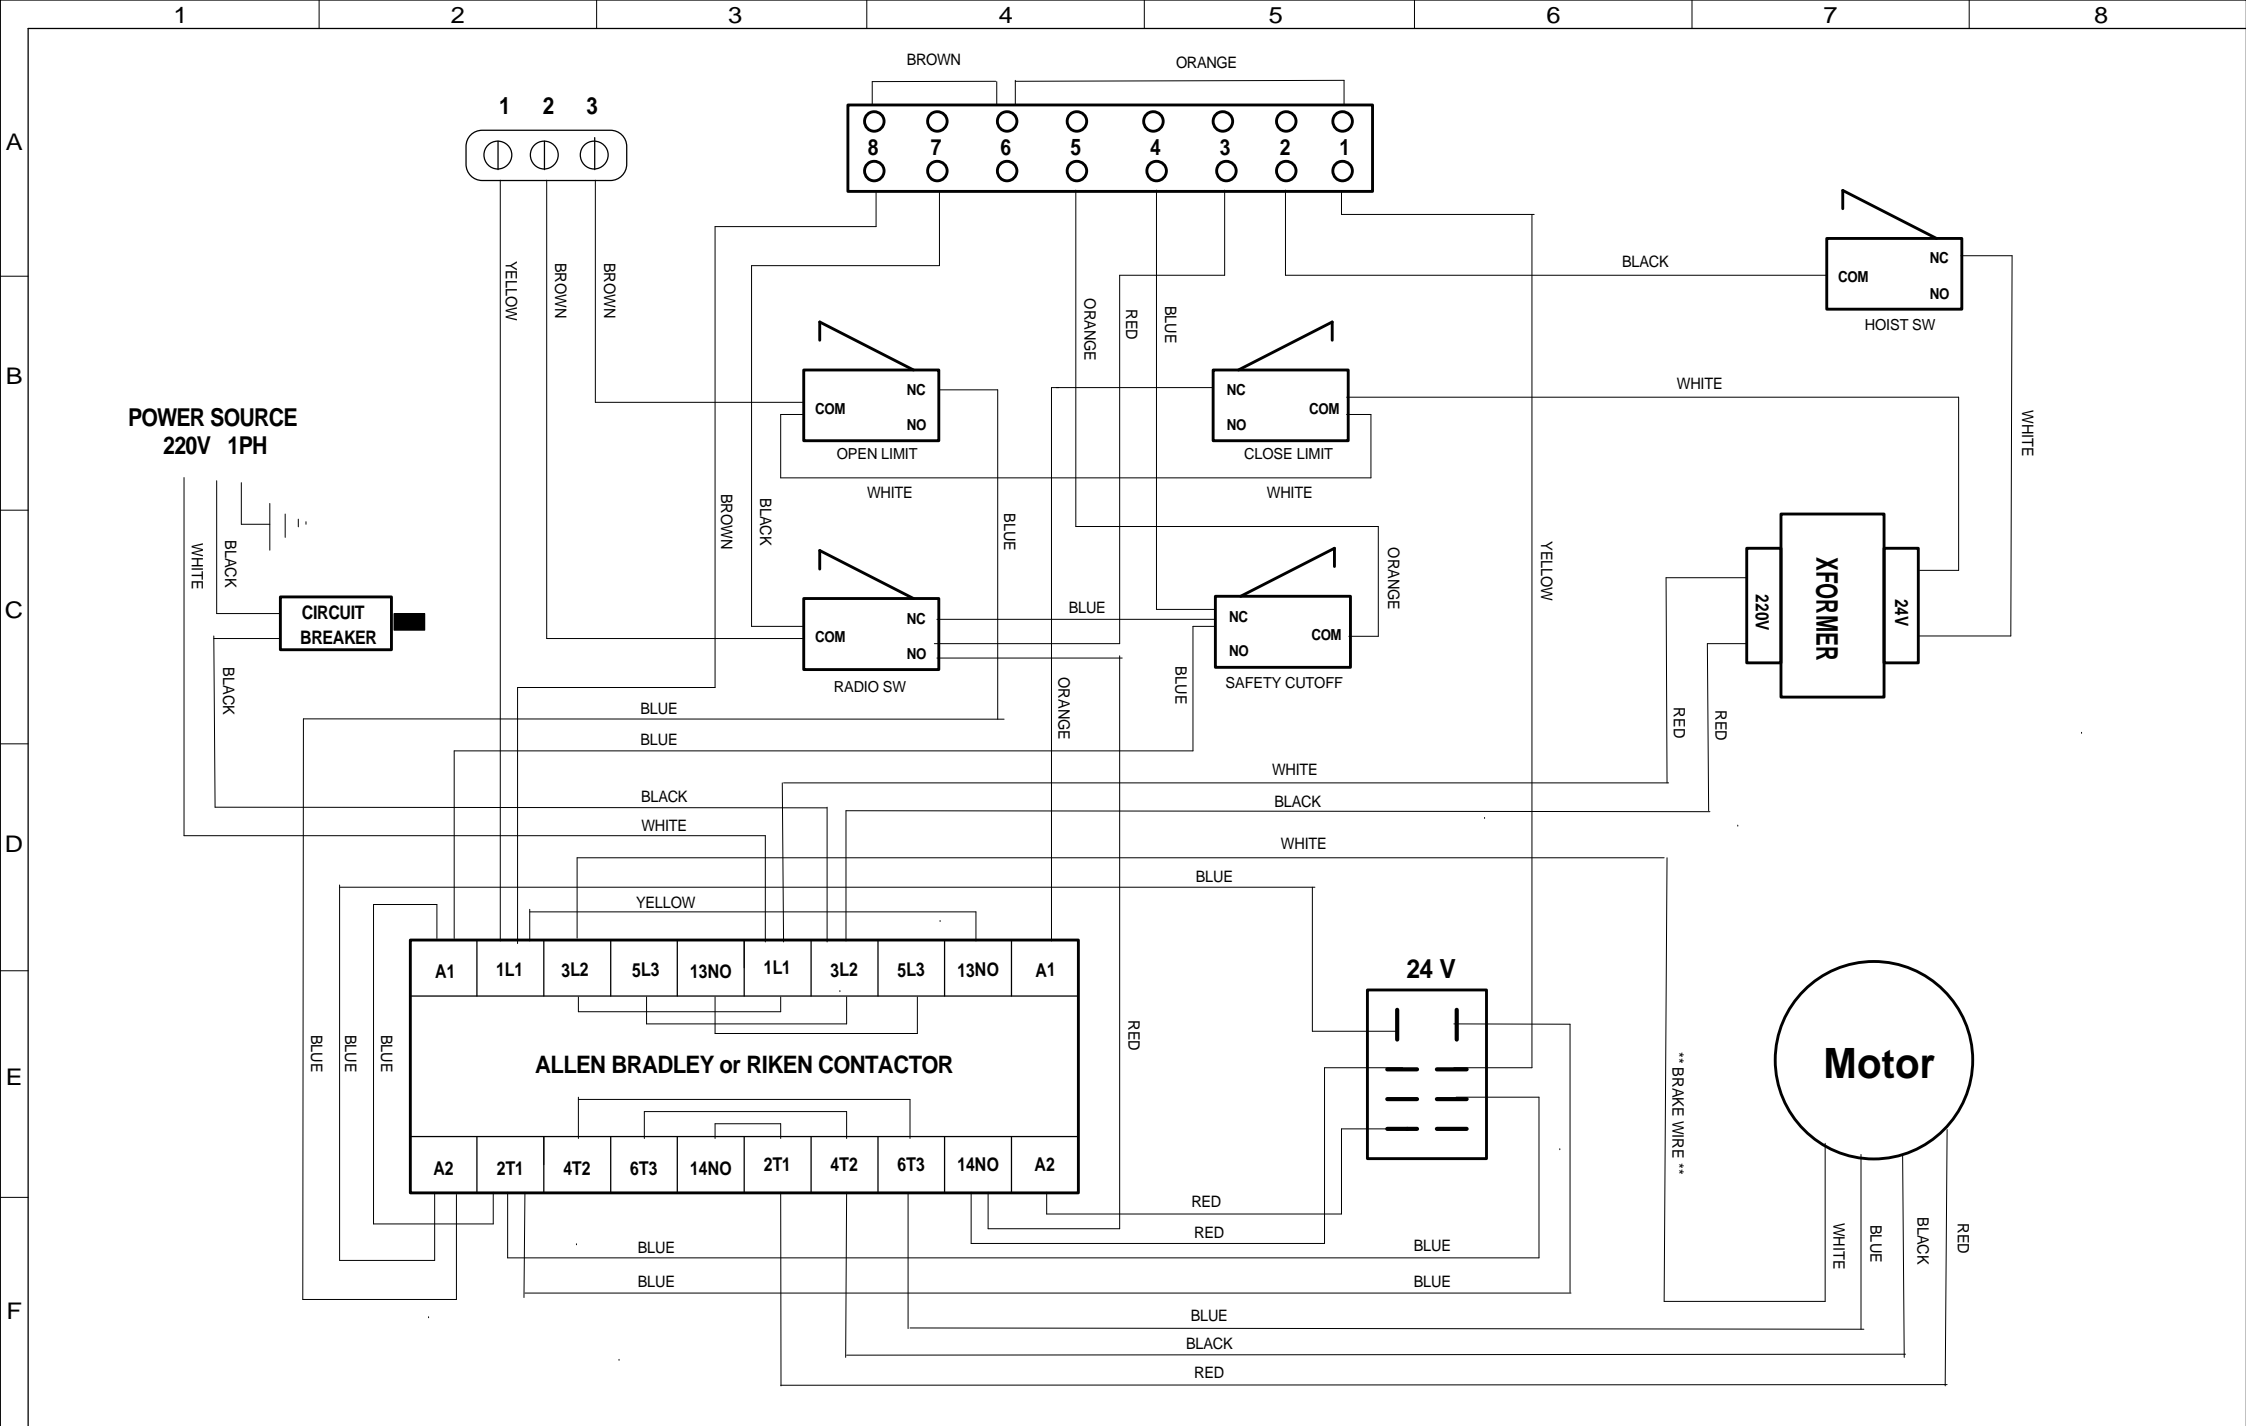 1 2 3 4 5 6 7 8
A
B
C
D
E
F
BROWN
ORANGE
1 2 3
8 7 6 5 4 3 2 1
YELLOW
BROWN
BROWN
ORANGE
RED
BLUE
BLACK
COM
NC
NO
HOIST SW
WHITE
POWER SOURCE
220V 1PH
COM
NC
NO
OPEN LIMIT
NC
NO
COM
CLOSE LIMIT
WHITE
WHITE
WHITE
WHITE
BLACK
BROWN
BLACK
BLUE
ORANGE
YELLOW
CIRCUIT
BREAKER
BLACK
COM
NC
NO
RADIO SW
BLUE
NC
NO
COM
SAFETY CUTOFF
BLUE
ORANGE
220V
XFORMER
24V
RED
RED
BLUE
BLUE
WHITE
BLACK
BLACK
WHITE
WHITE
BLUE
YELLOW
A1 1L1 3L2 5L3 13NO 1L1 3L2 5L3 13NO A1
ALLEN BRADLEY or RIKEN CONTACTOR
A2 2T1 4T2 6T3 14NO 2T1 4T2 6T3 14NO A2
BLUE
BLUE
BLUE
RED
24 V
** BRAKE WIRE **
Motor
WHITE
BLUE
BLACK
RED
RED
RED
BLUE
BLUE
BLUE
BLUE
BLUE
BLACK
RED